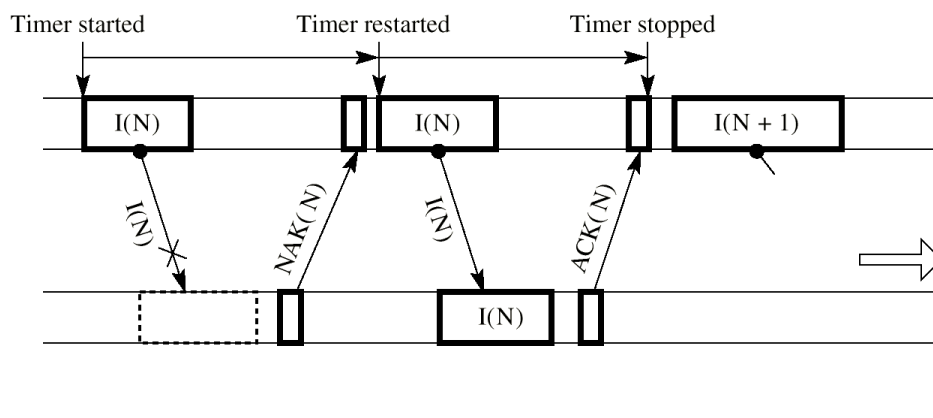 Timer started
Timer restarted
Timer stopped
I(N)
I(N)
I(N + 1)
I(N)
NAK(N)
I(N)
ACK(N)
I(N)